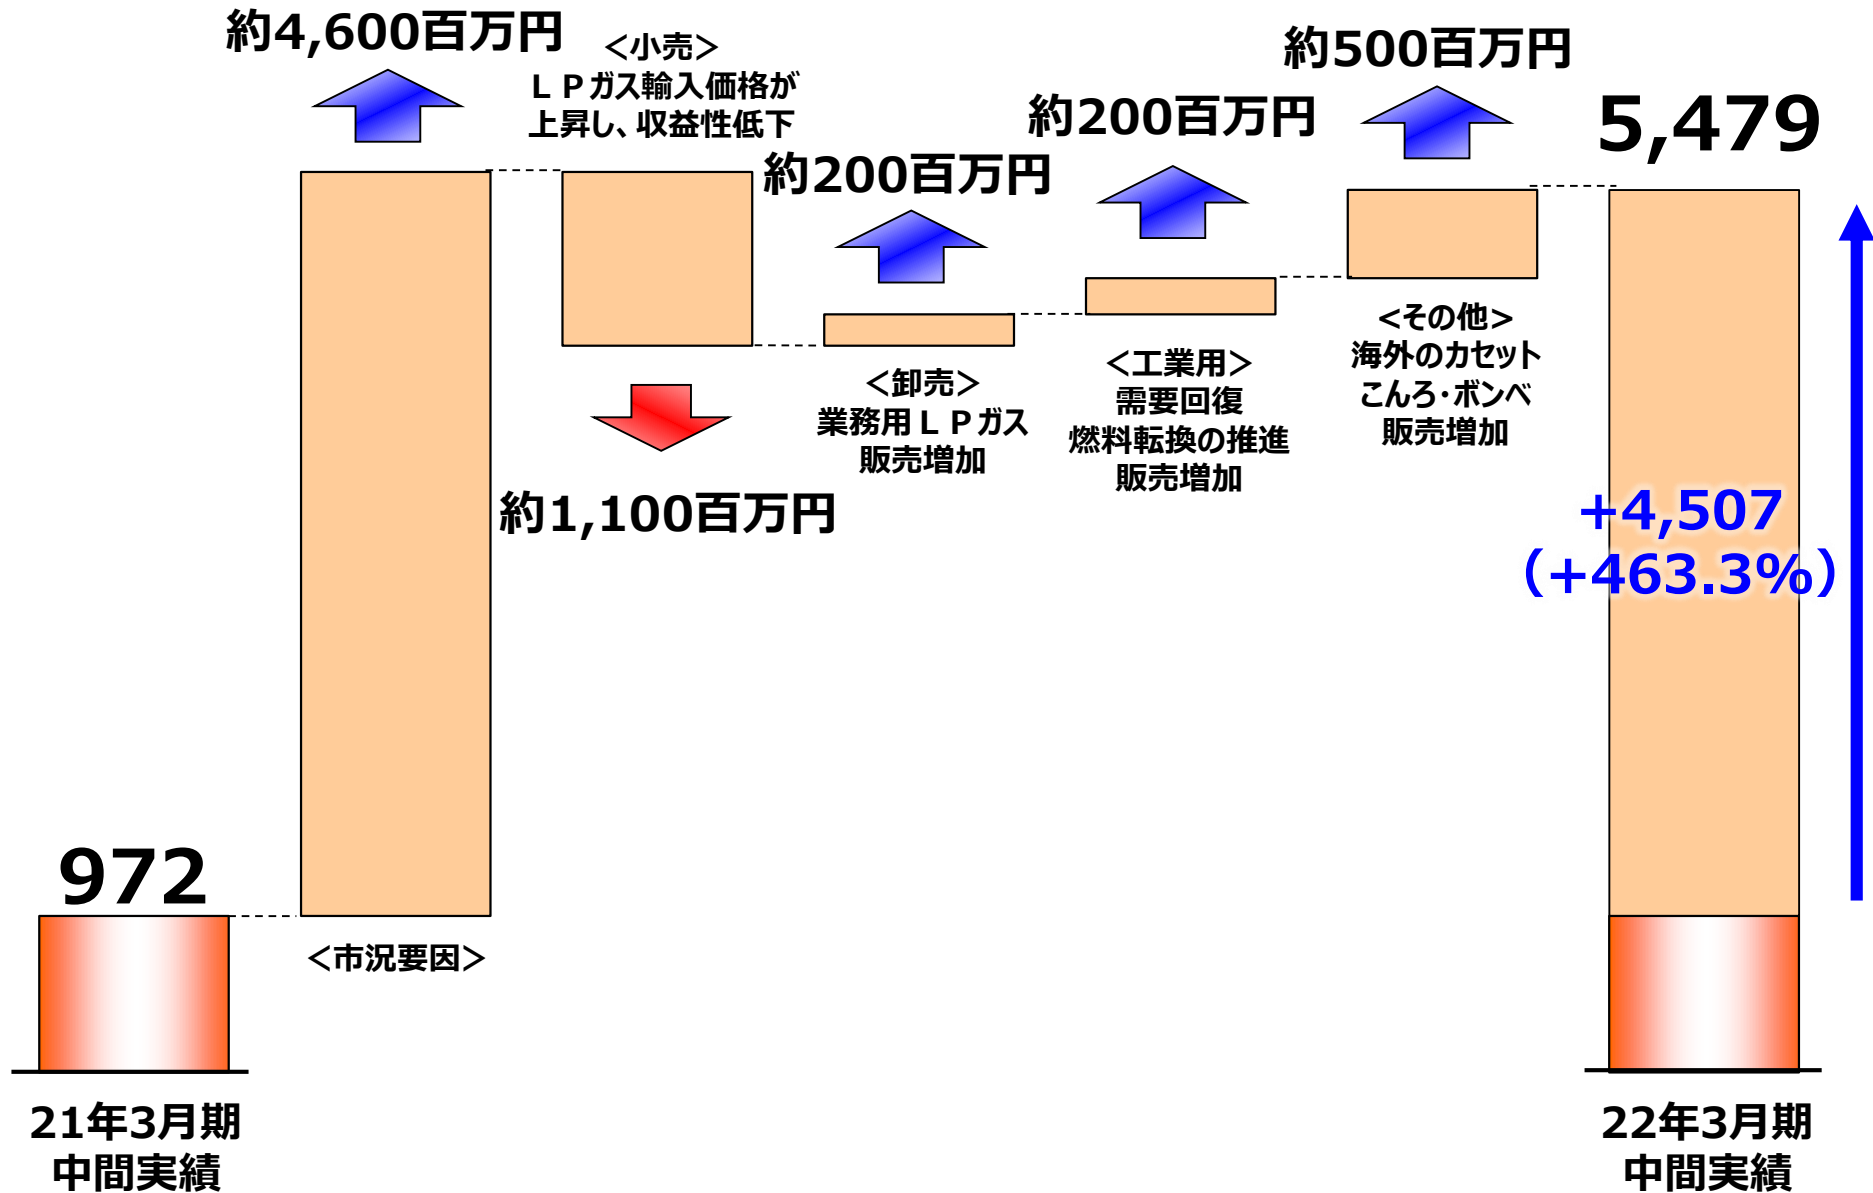 約4,600百万円
＜小売＞
ＬＰガス輸入価格が
上昇し、収益性低下
約200百万円
約200百万円
約500百万円
5,479
＜卸売＞
業務用ＬＰガス
販売増加
＜工業用＞
需要回復
燃料転換の推進
販売増加
＜その他＞
海外のカセット
こんろ・ボンベ
販売増加
約1,100百万円
+4,507
（+463.3%）
972
＜市況要因＞
21年3月期
中間実績
22年3月期
中間実績